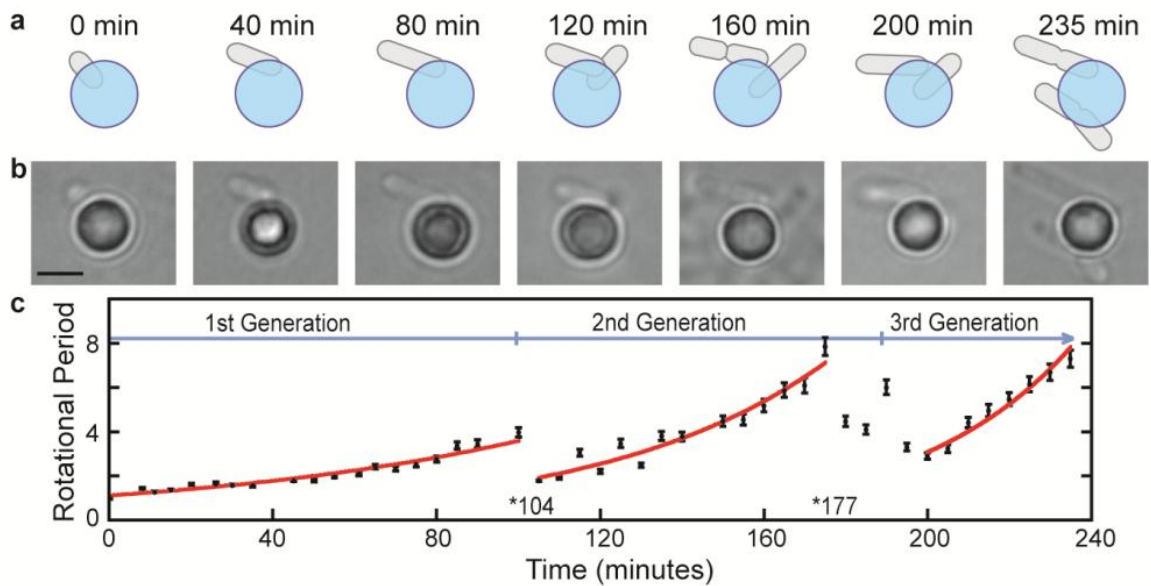 a
0 min 40 min 80 min 120 min 160 min 200 min 235 min
b
c
1st Generation 2nd Generation 3rd Generation
Rotational Period
8
4
0
*104 *177
0 40 80 120 160 200 240
Time (minutes)